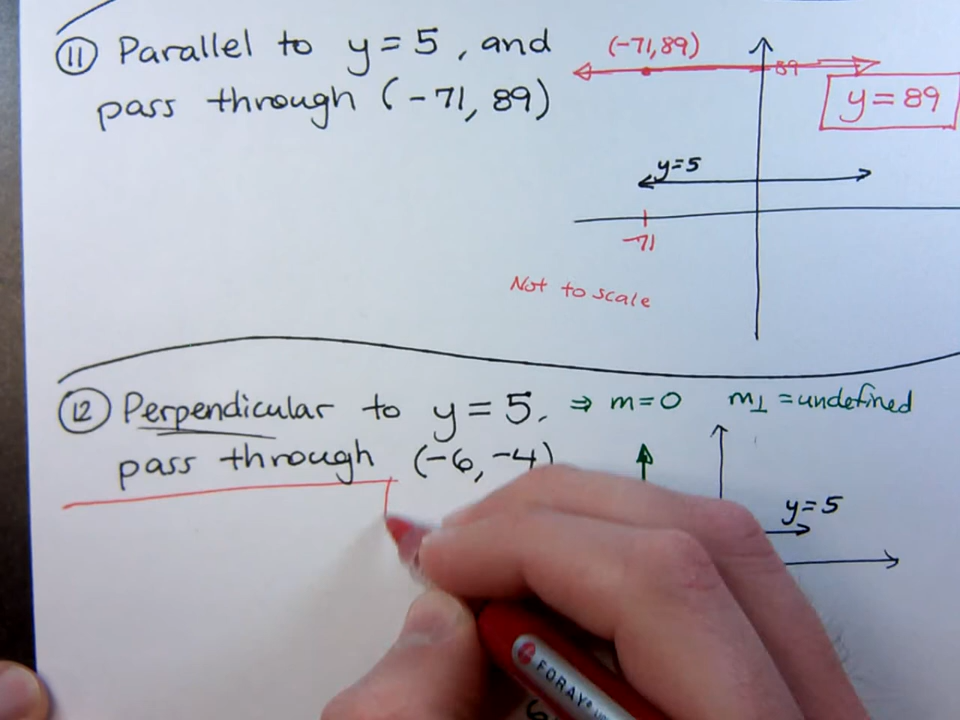 ⑪ Parallel to y = 5, and
pass through (-71, 89)
(-71, 89)
89
y = 89
y = 5
-71
Not to scale
⑫ Perpendicular to y = 5, ⇒ m = 0 m⊥ = undefined
pass through (-6, -4)
y = 5
FORAY